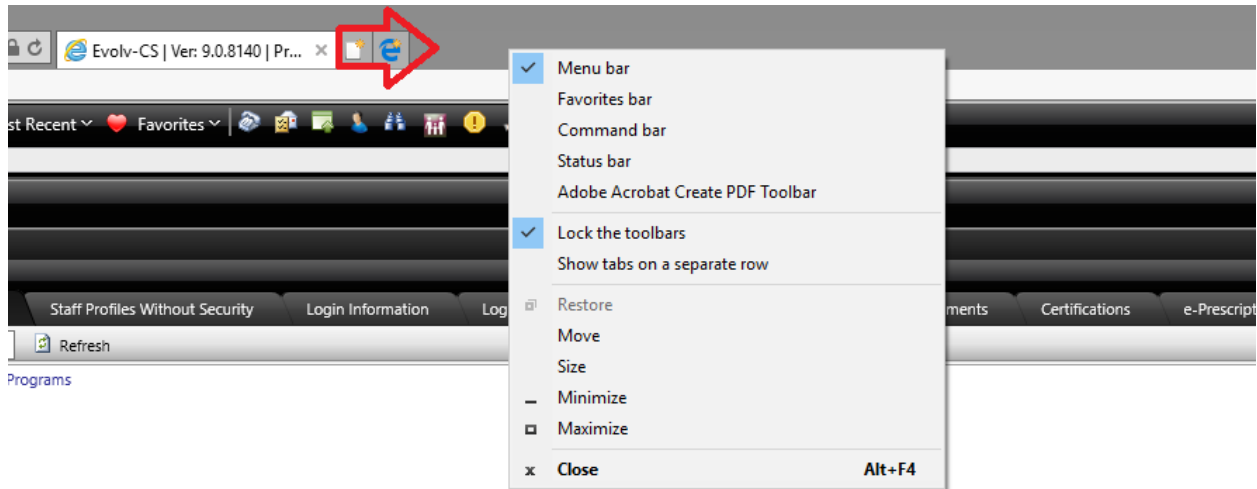 Evolv-CS | Ver: 9.0.8140 | Pr...
Menu bar
Favorites bar
Command bar
Status bar
Adobe Acrobat Create PDF Toolbar
Lock the toolbars
Show tabs on a separate row
Restore
Move
Size
Minimize
Maximize
Close Alt+F4
st Recent Favorites
Staff Profiles Without Security Login Information Log ments Certifications e-Prescript
Refresh
Programs